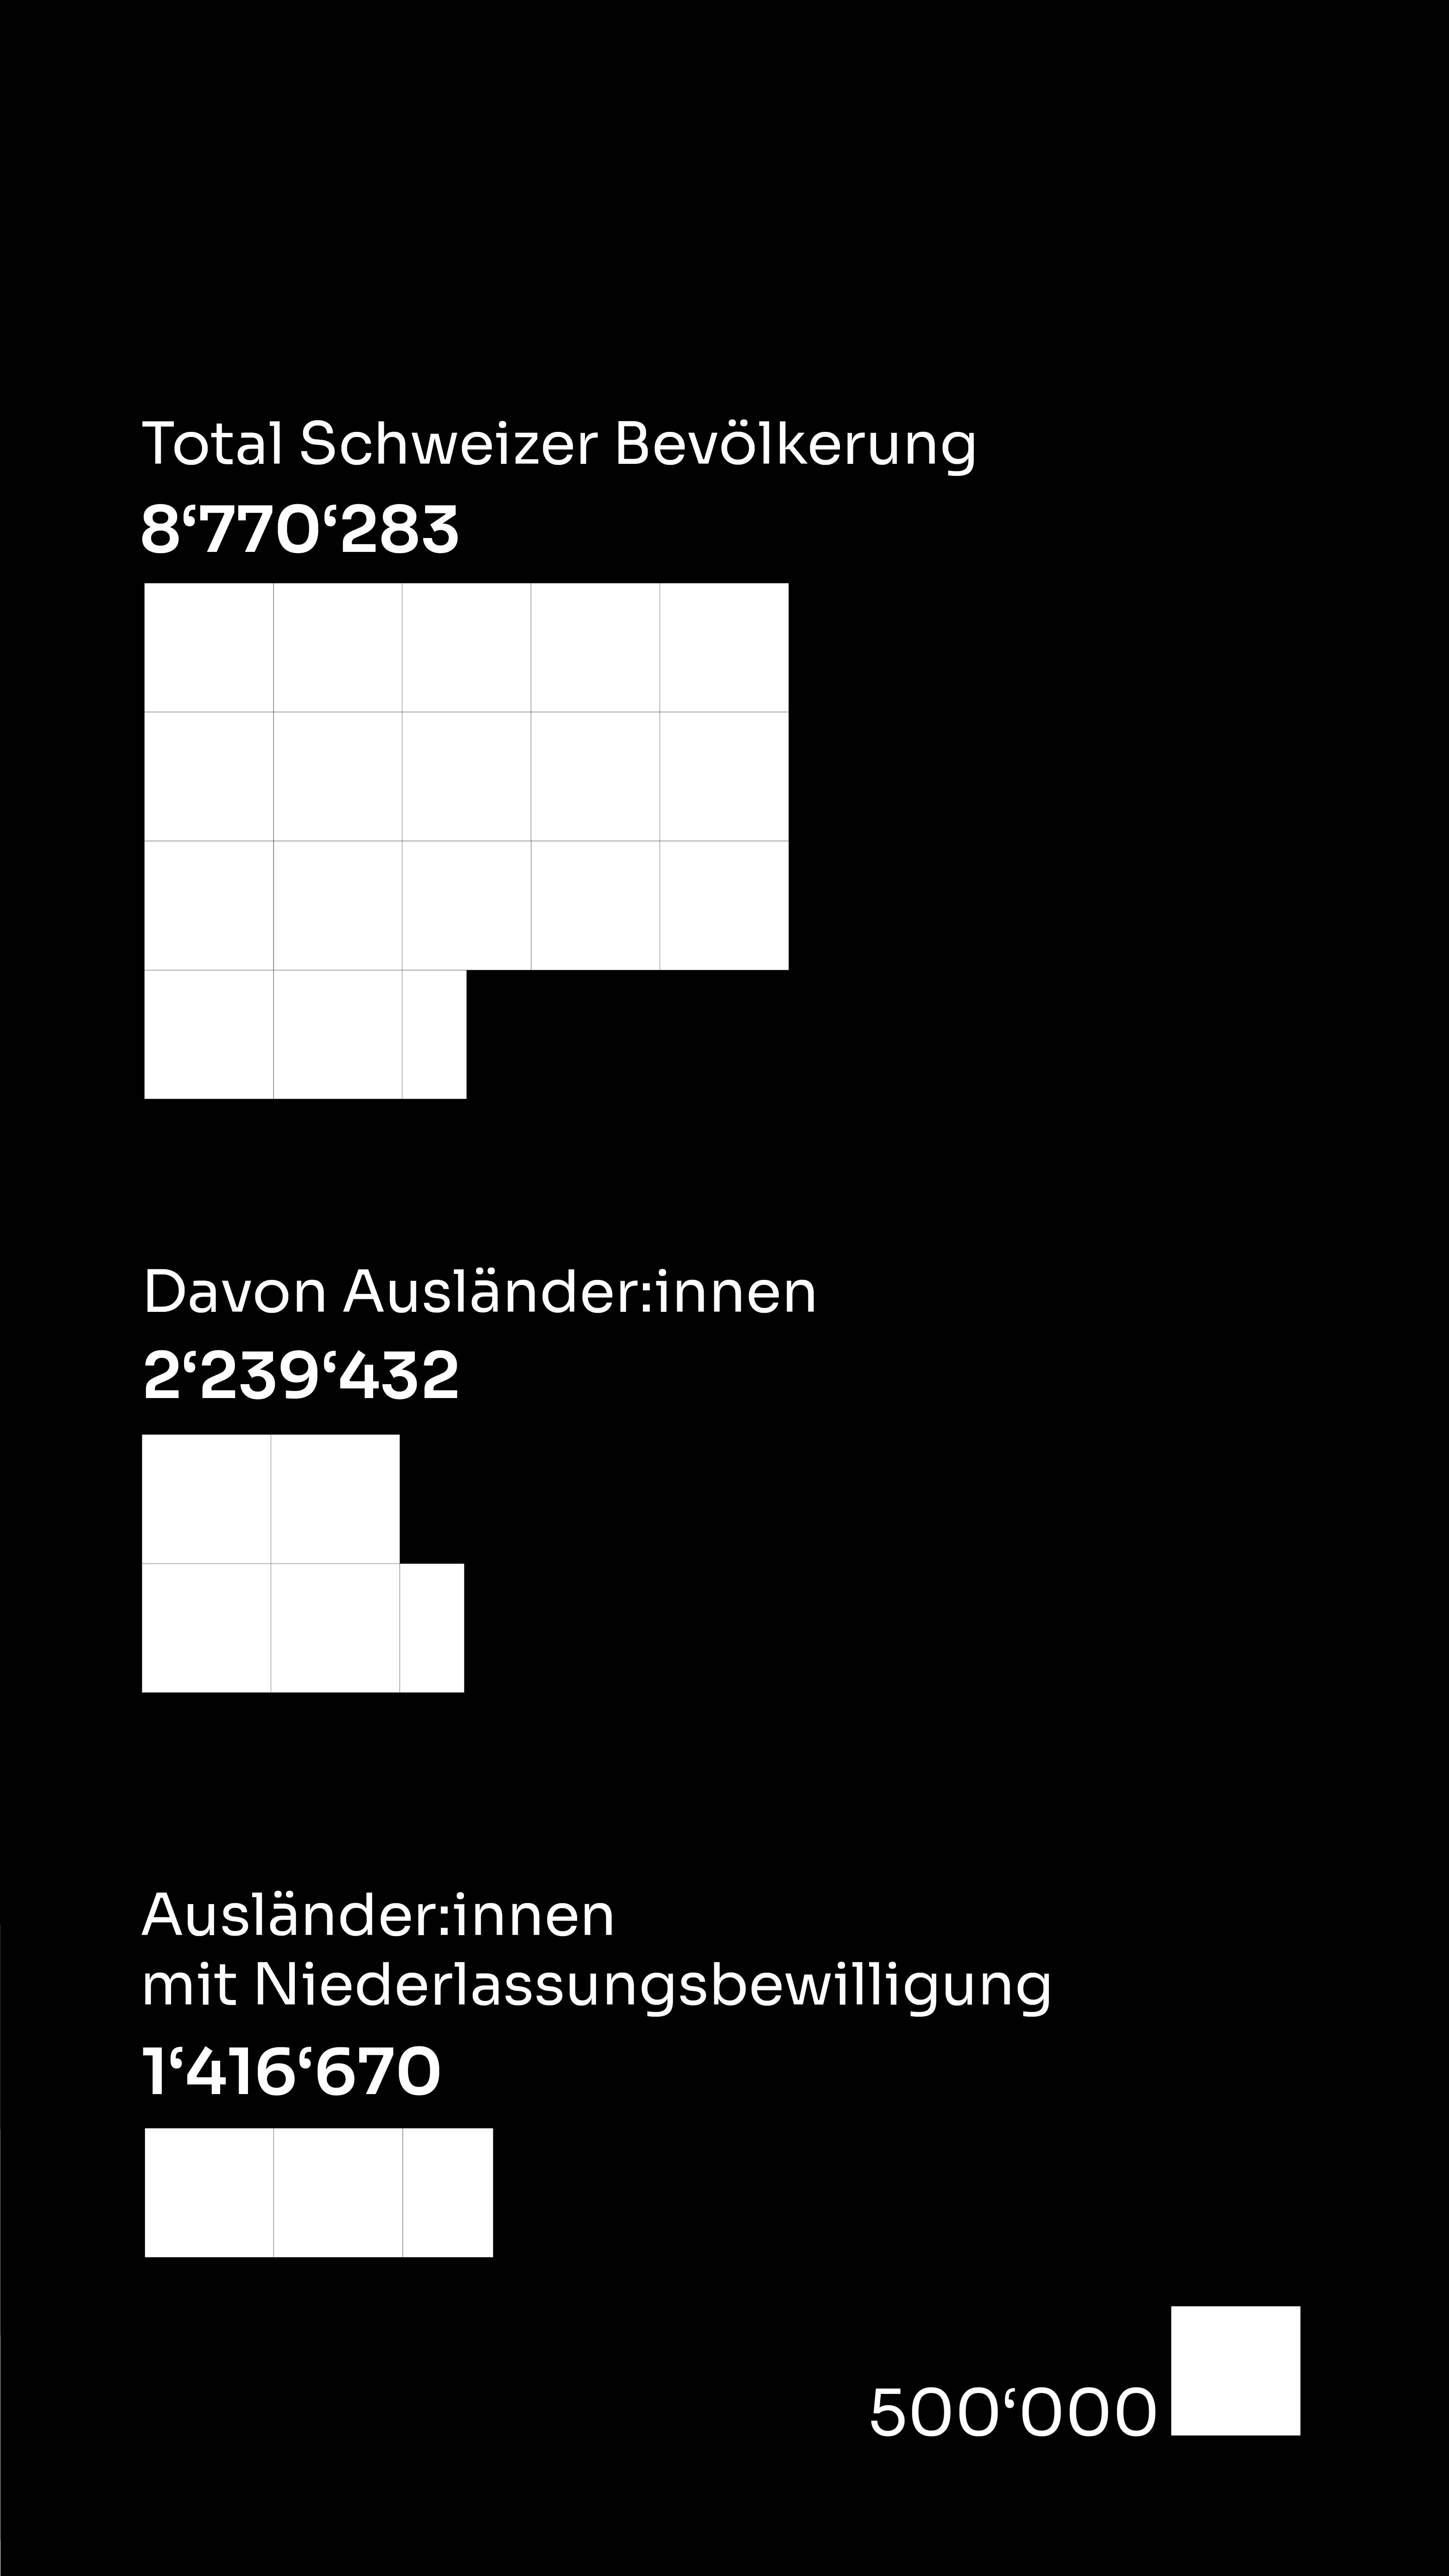 Total Schweizer Bevölkerung
8‘770‘283
Davon Ausländer:innen
2‘239‘432
Ausländer:innen
mit Niederlassungsbewilligung
1‘416‘670
500‘000